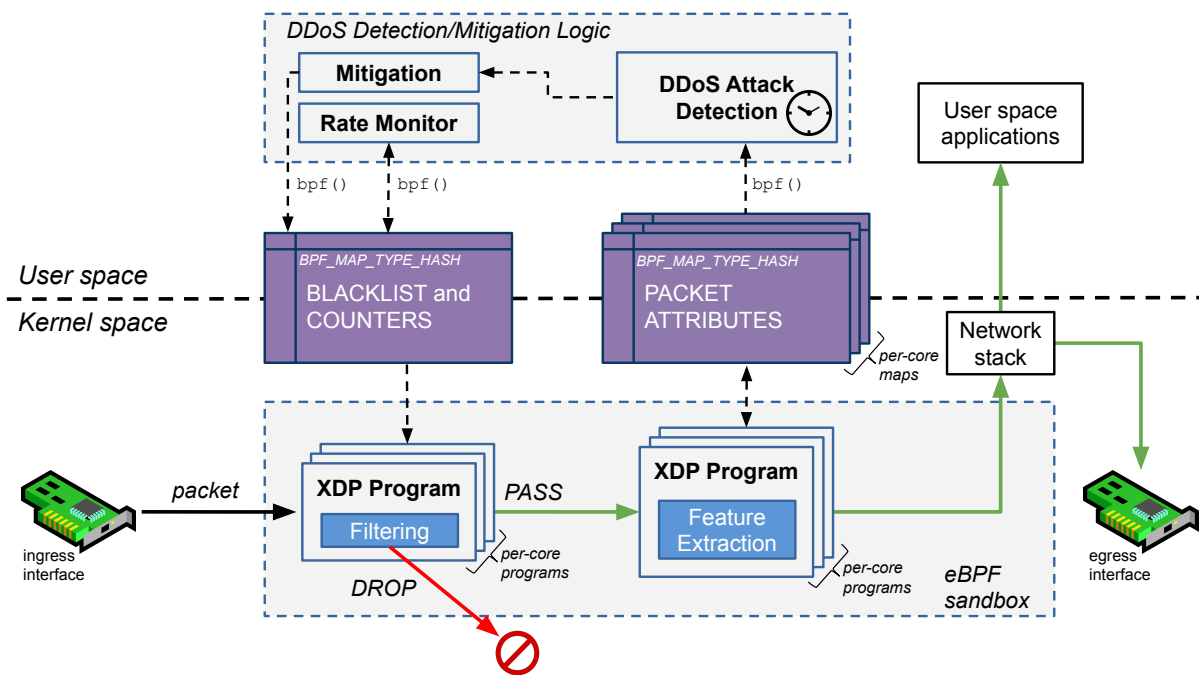 DDoS Detection/Mitigation Logic
Mitigation
Rate Monitor
DDoS Attack
Detection
User space
applications
bpf()
bpf()
bpf()
BPF_MAP_TYPE_HASH
BLACKLIST and
COUNTERS
BPF_MAP_TYPE_HASH
PACKET
ATTRIBUTES
User space
Kernel space
per-core
maps
Network
stack
packet
XDP Program
Filtering
PASS
XDP Program
Feature
Extraction
ingress
interface
per-core
programs
DROP
per-core
programs
eBPF
sandbox
egress
interface